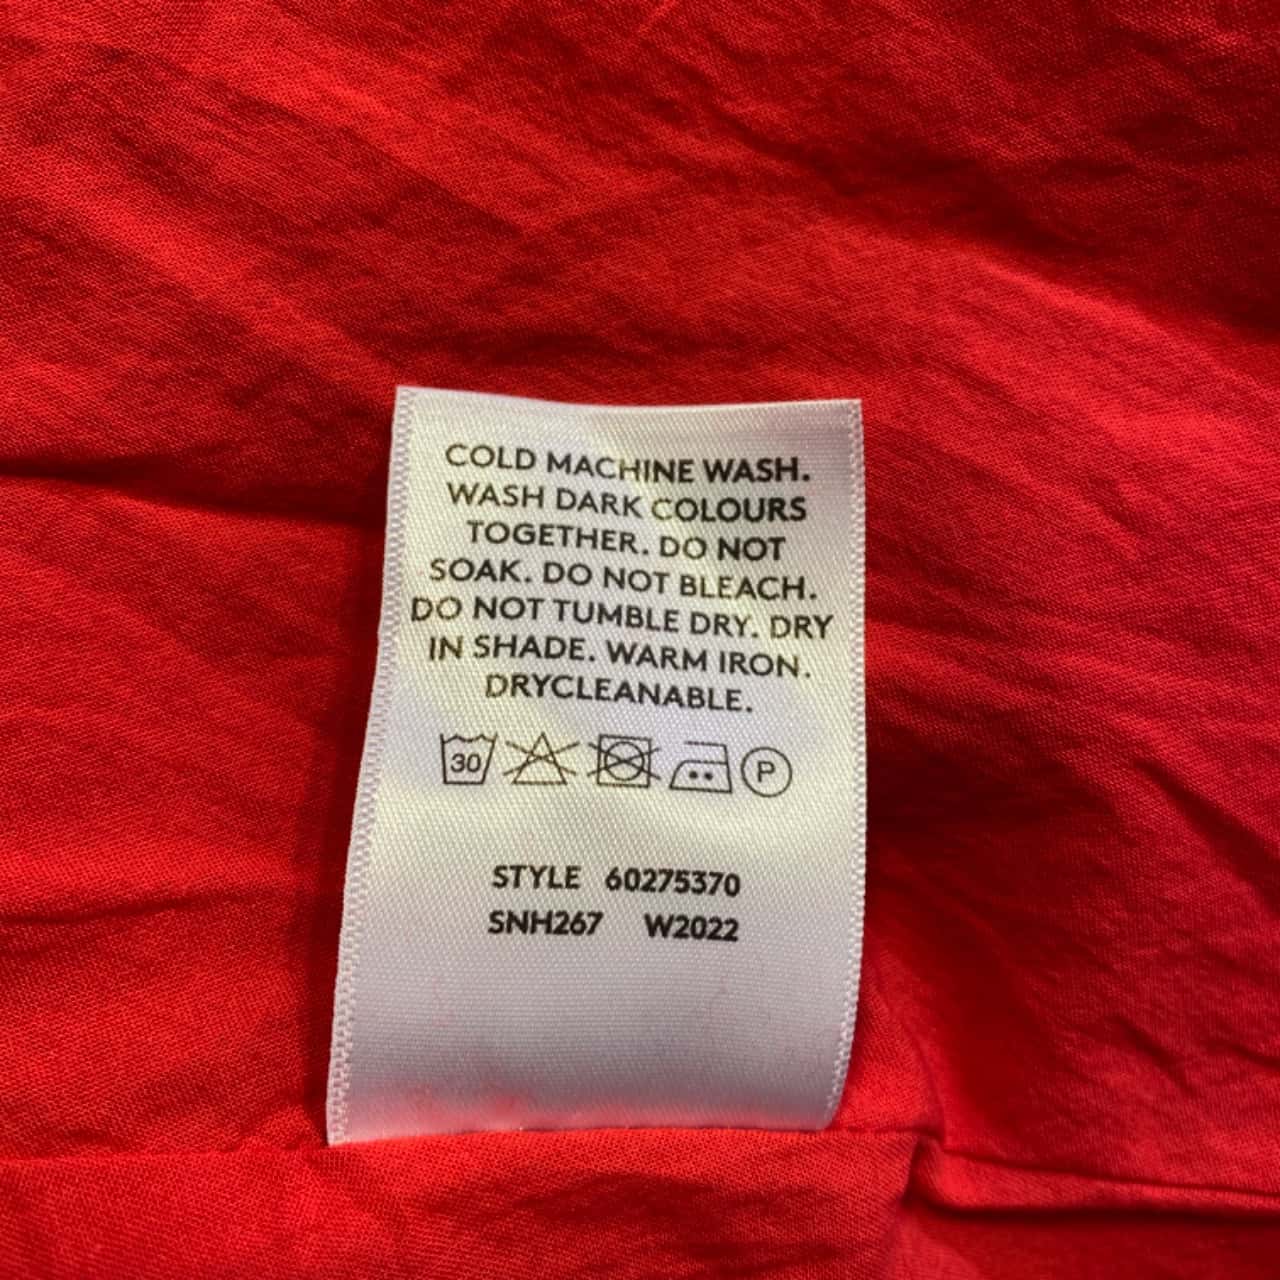 COLD MACHINE WASH.
WASH DARK COLOURS
TOGETHER. DO NOT
SOAK. DO NOT BLEACH.
DO NOT TUMBLE DRY. DRY
IN SHADE. WARM IRON.
DRYCLEANABLE.
30 P
STYLE 60275370
SNH267 W2022